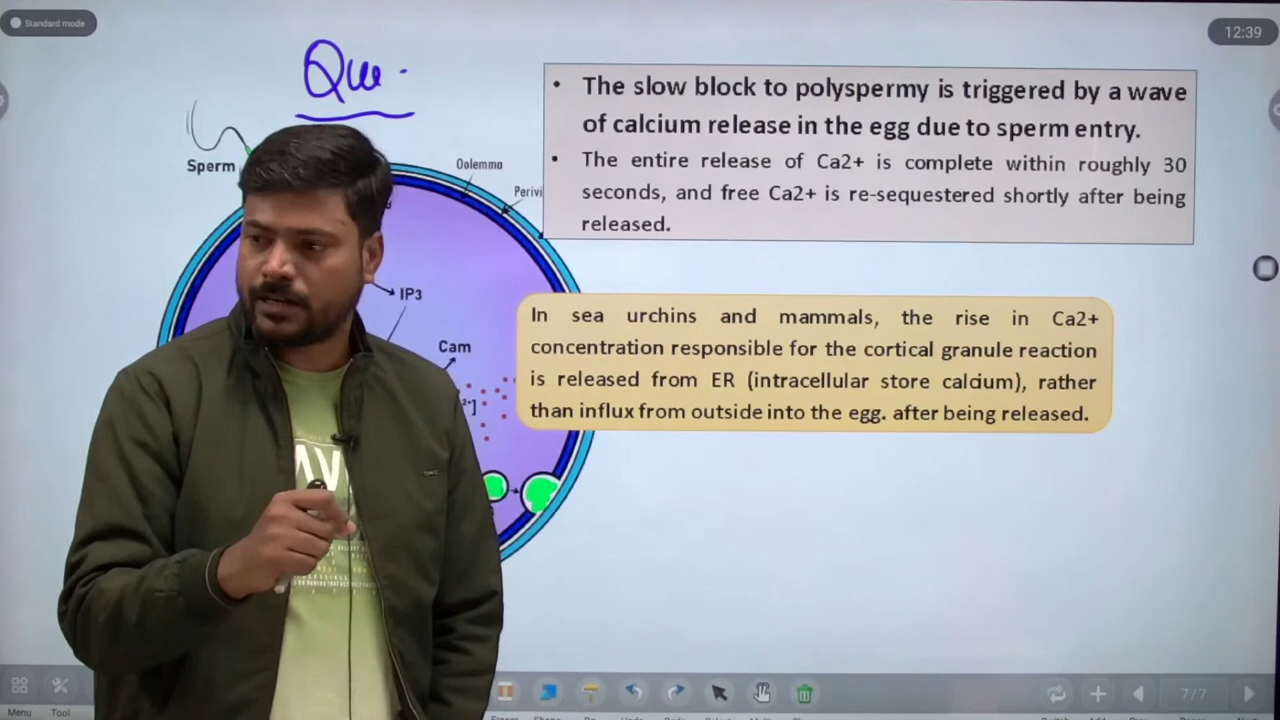 Standard mode
12:39
Que.
• The slow block to polyspermy is triggered by a wave
of calcium release in the egg due to sperm entry.
• The entire release of Ca2+ is complete within roughly 30
seconds, and free Ca2+ is re-sequestered shortly after being
released.
Sperm
Oolemma
Perivi
IP3
Cam
2+]
In sea urchins and mammals, the rise in Ca2+
concentration responsible for the cortical granule reaction
is released from ER (intracellular store calcium), rather
than influx from outside into the egg. after being released.
7/7
Menu Tool